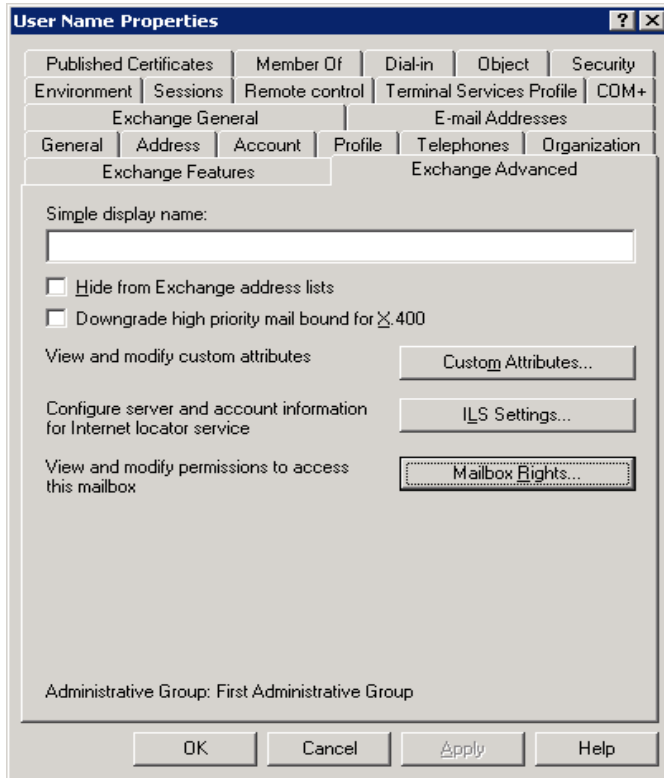 User Name Properties
Published Certificates Member Of Dial-in Object Security
Environment Sessions Remote control Terminal Services Profile COM+
Exchange General E-mail Addresses
General Address Account Profile Telephones Organization
Exchange Features Exchange Advanced
Simple display name:
Hide from Exchange address lists
Downgrade high priority mail bound for X.400
View and modify custom attributes
Custom Attributes...
Configure server and account information
for Internet locator service
ILS Settings...
View and modify permissions to access
this mailbox
Mailbox Rights...
Administrative Group: First Administrative Group
OK Cancel Apply Help